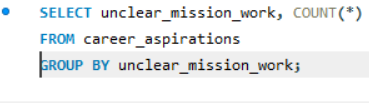 SELECT unclear_mission_work, COUNT(*)
FROM career_aspirations
GROUP BY unclear_mission_work;